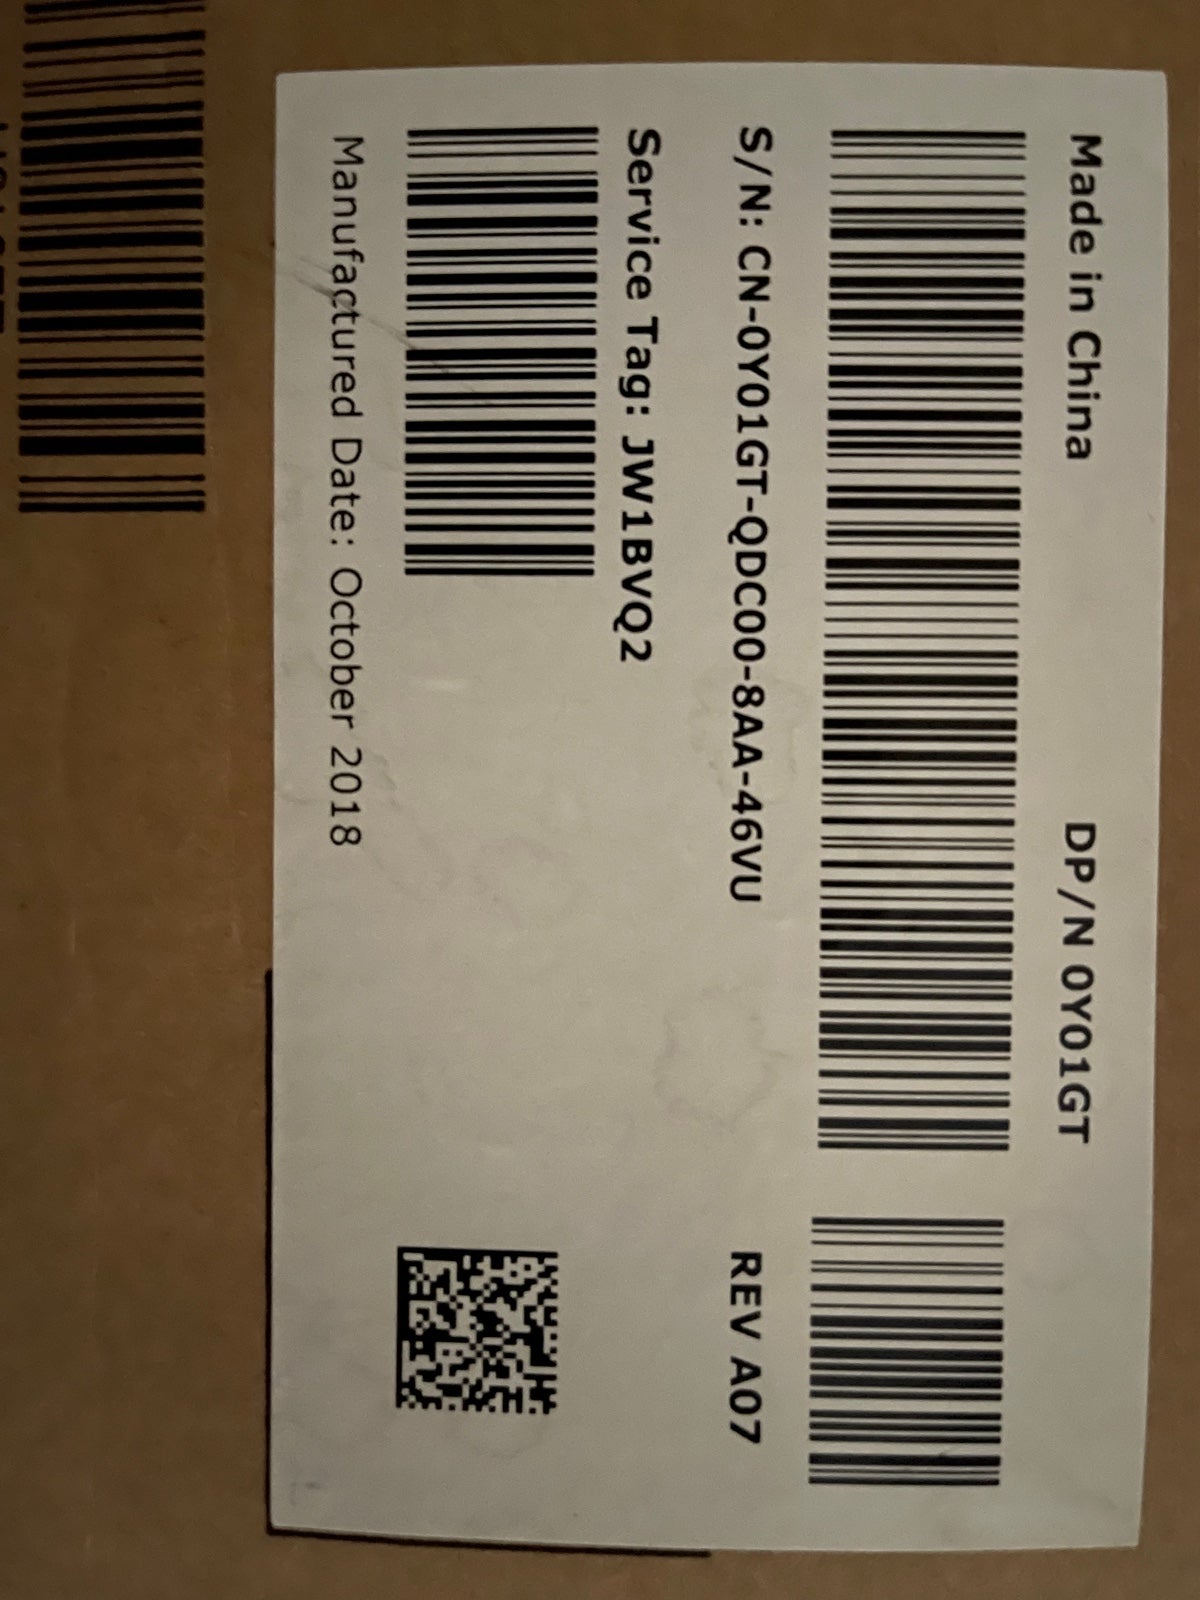 Made in China
DP/N 0Y01GT
S/N: CN-0Y01GT-QDC00-8AA-46VU
REV A07
Service Tag: JW1BVQ2
Manufactured Date: October 2018